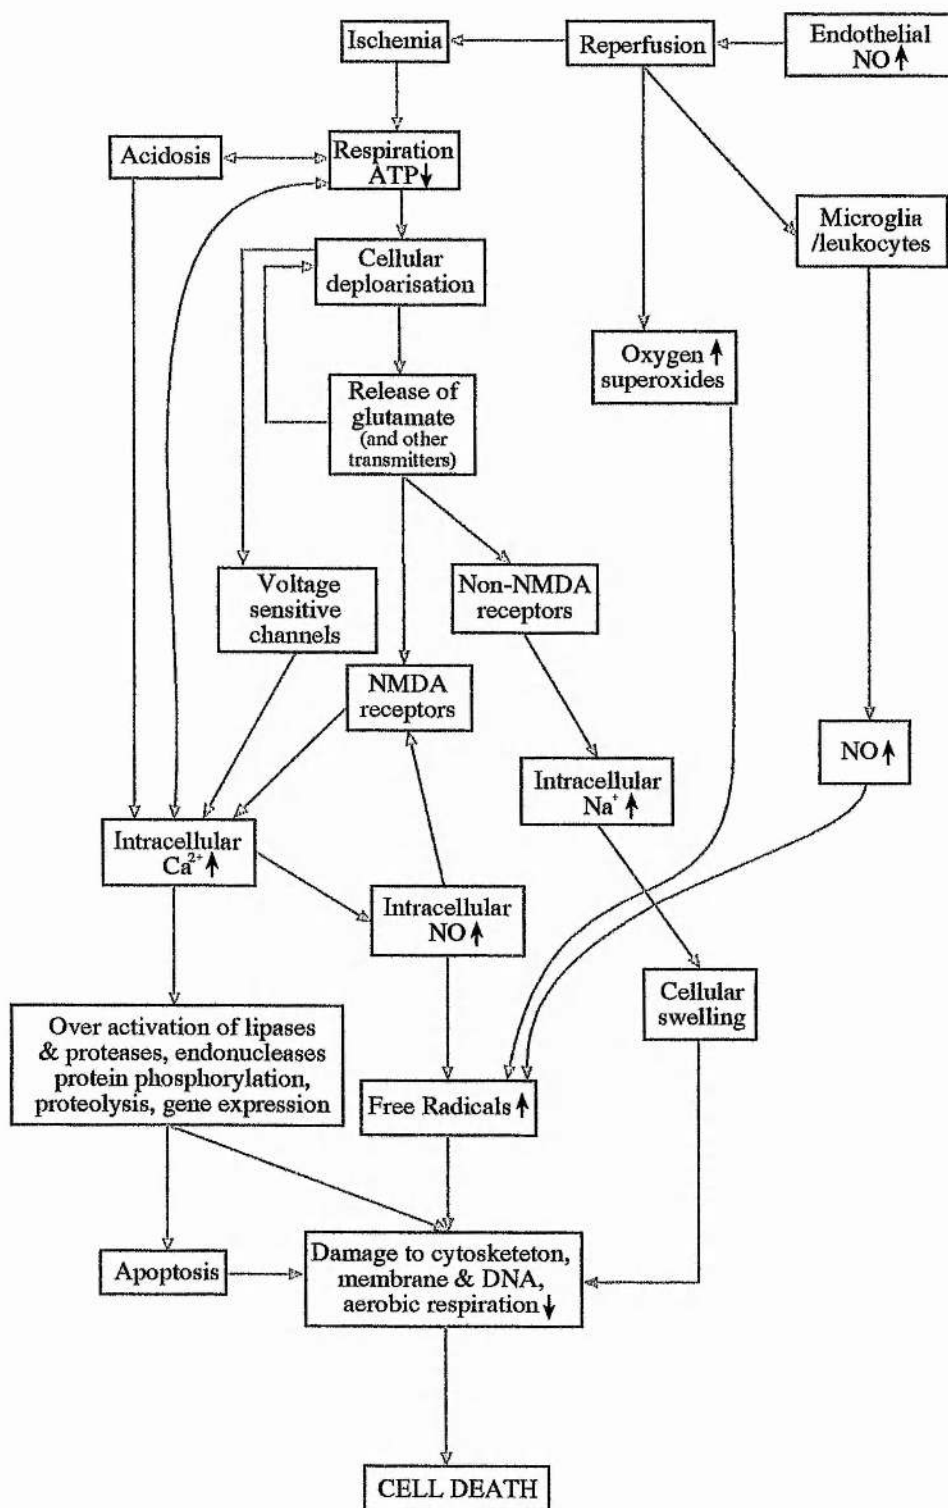 Ischemia
Reperfusion
Endothelial
NO ↑
Acidosis
Respiration
ATP ↓
Microglia
/leukocytes
Cellular
deploarisation
Oxygen ↑
superoxides
Release of
glutamate
(and other
transmitters)
Voltage
sensitive
channels
Non-NMDA
receptors
NMDA
receptors
NO ↑
Intracellular
Na⁺ ↑
Intracellular
Ca²⁺ ↑
Intracellular
NO ↑
Cellular
swelling
Over activation of lipases
& proteases, endonucleases
protein phosphorylation,
proteolysis, gene expression
Free Radicals ↑
Apoptosis
Damage to cytosketeton,
membrane & DNA,
aerobic respiration ↓
CELL DEATH